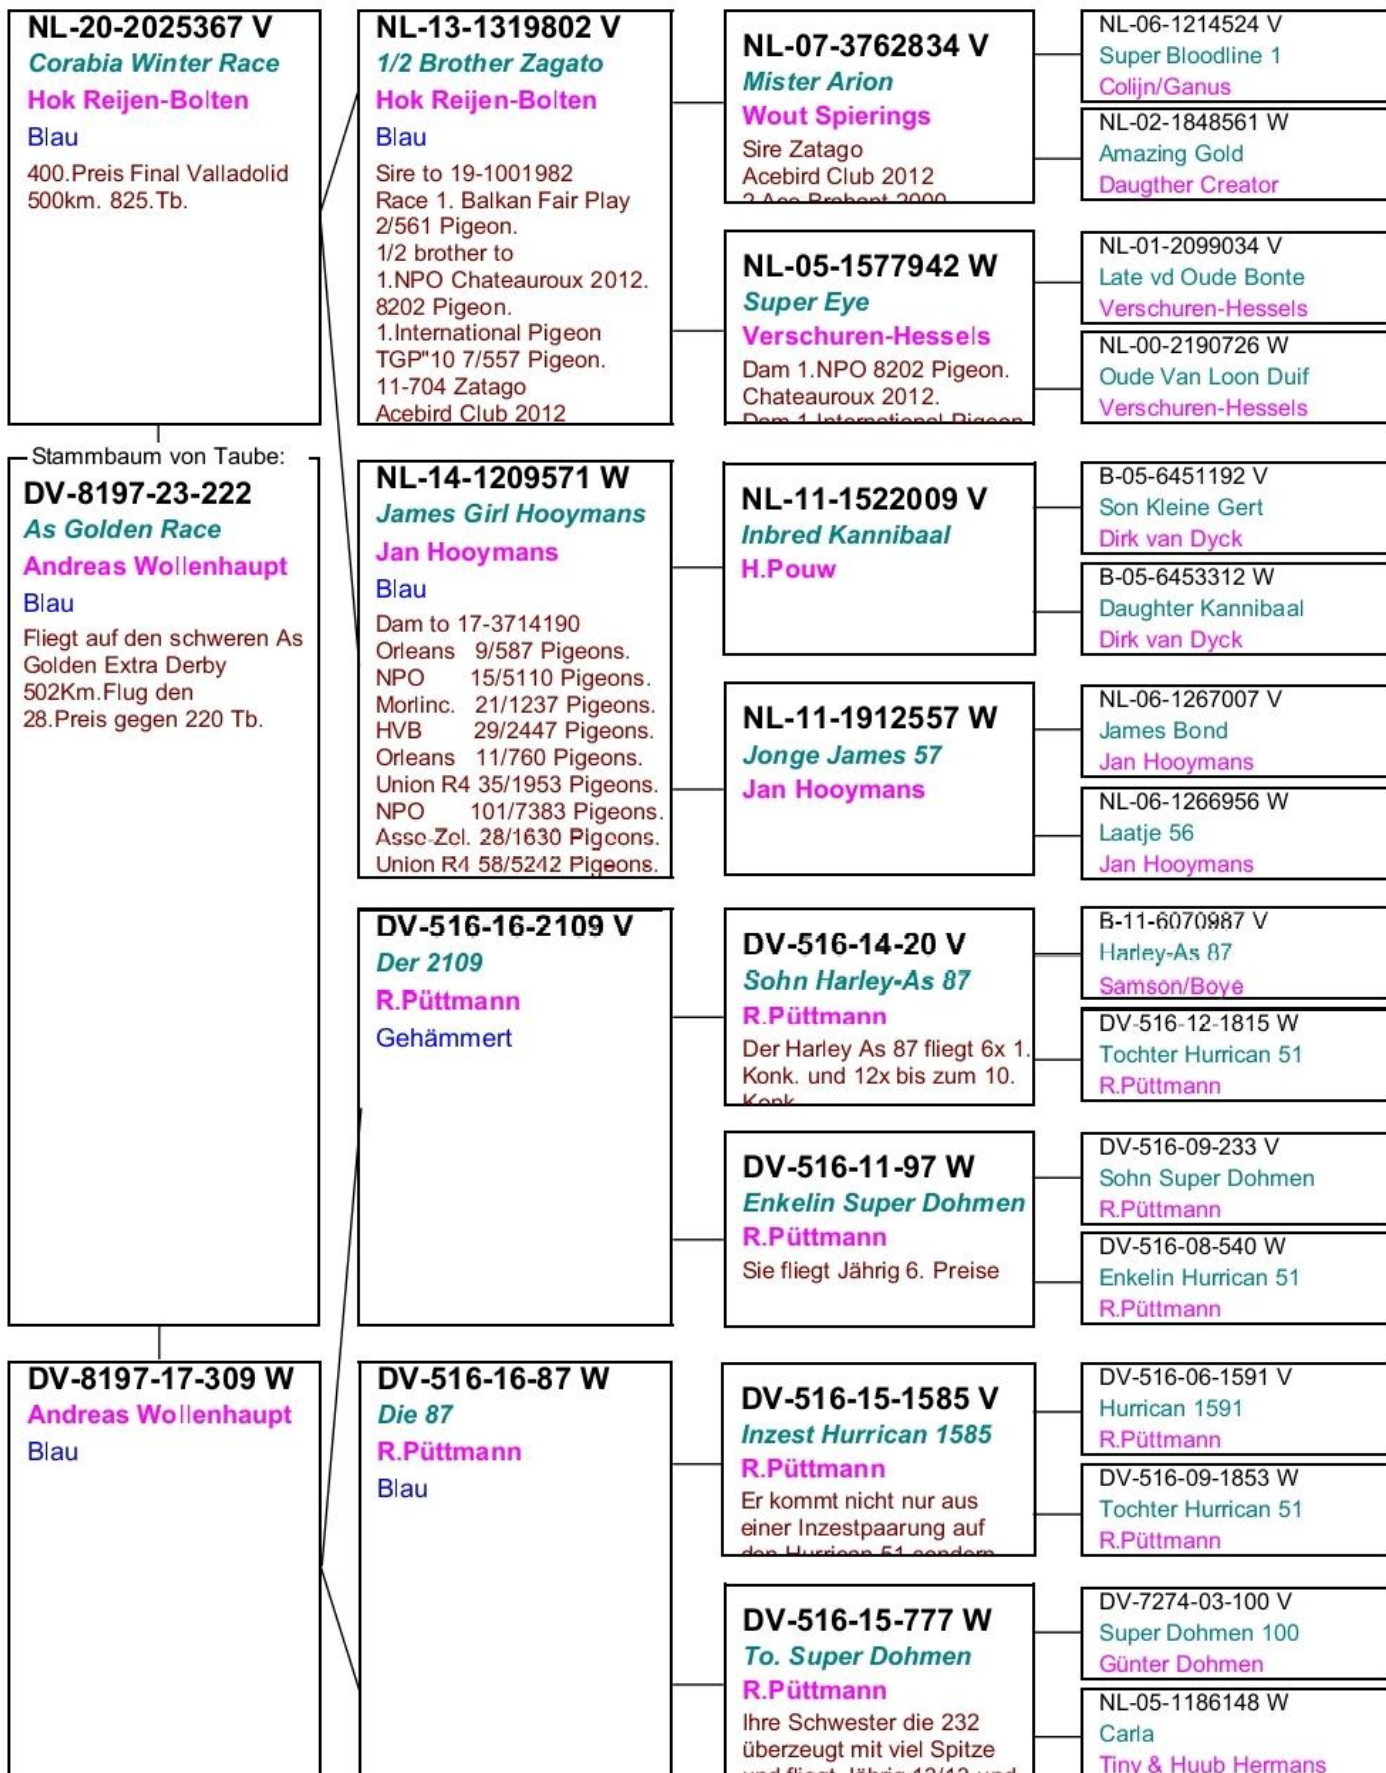 NL-20-2025367 V
Corabia Winter Race
Hok Reijen-Bolten
Blau
400.Preis Final Valladolid
500km. 825.Tb.
Stammbaum von Taube:
DV-8197-23-222
As Golden Race
Andreas Wollenhaupt
Blau
Fliegt auf den schweren As
Golden Extra Derby
502Km.Flug den
28.Preis gegen 220 Tb.
DV-8197-17-309 W
Andreas Wollenhaupt
Blau
NL-13-1319802 V
1/2 Brother Zagato
Hok Reijen-Bolten
Blau
Sire to 19-1001982
Race 1. Balkan Fair Play
2/561 Pigeon.
1/2 brother to
1.NPO Chateauroux 2012.
8202 Pigeon.
1.International Pigeon
TGP"10 7/557 Pigeon.
11-704 Zatago
Acebird Club 2012
NL-14-1209571 W
James Girl Hooymans
Jan Hooymans
Blau
Dam to 17-3714190
Orleans 9/587 Pigeons.
NPO 15/5110 Pigeons.
Morlinc. 21/1237 Pigeons.
HVB 29/2447 Pigeons.
Orleans 11/760 Pigeons.
Union R4 35/1953 Pigeons.
NPO 101/7383 Pigeons.
Asse-Zel. 28/1630 Pigeons.
Union R4 58/5242 Pigeons.
DV-516-16-2109 V
Der 2109
R.Püttmann
Gehämmert
DV-516-16-87 W
Die 87
R.Püttmann
Blau
NL-07-3762834 V
Mister Arion
Wout Spierings
Sire Zatago
Acebird Club 2012
2 Ace Brabant 2000
NL-05-1577942 W
Super Eye
Verschuren-Hessels
Dam 1.NPO 8202 Pigeon.
Chateauroux 2012.
Dam 1 International Pigeon
NL-11-1522009 V
Inbred Kannibaal
H.Pouw
NL-11-1912557 W
Jonge James 57
Jan Hooymans
DV-516-14-20 V
Sohn Harley-As 87
R.Püttmann
Der Harley As 87 fliegt 6x 1.
Konk. und 12x bis zum 10.
Konk
DV-516-11-97 W
Enkelin Super Dohmen
R.Püttmann
Sie fliegt Jährig 6. Preise
DV-516-15-1585 V
Inzest Hurrican 1585
R.Püttmann
Er kommt nicht nur aus
einer Inzestpaarung auf
den Hurrican 51 sondern
DV-516-15-777 W
To. Super Dohmen
R.Püttmann
Ihre Schwester die 232
überzeugt mit viel Spitze
und fliegt Jährig 13/13 und
NL-06-1214524 V
Super Bloodline 1
Colijn/Ganus
NL-02-1848561 W
Amazing Gold
Daugther Creator
NL-01-2099034 V
Late vd Oude Bonte
Verschuren-Hessels
NL-00-2190726 W
Oude Van Loon Duif
Verschuren-Hessels
B-05-6451192 V
Son Kleine Gert
Dirk van Dyck
B-05-6453312 W
Daughter Kannibaal
Dirk van Dyck
NL-06-1267007 V
James Bond
Jan Hooymans
NL-06-1266956 W
Laatje 56
Jan Hooymans
B-11-6070987 V
Harley-As 87
Samson/Boye
DV-516-12-1815 W
Tochter Hurrican 51
R.Püttmann
DV-516-09-233 V
Sohn Super Dohmen
R.Püttmann
DV-516-08-540 W
Enkelin Hurrican 51
R.Püttmann
DV-516-06-1591 V
Hurrican 1591
R.Püttmann
DV-516-09-1853 W
Tochter Hurrican 51
R.Püttmann
DV-7274-03-100 V
Super Dohmen 100
Günter Dohmen
NL-05-1186148 W
Carla
Tiny & Huub Hermans